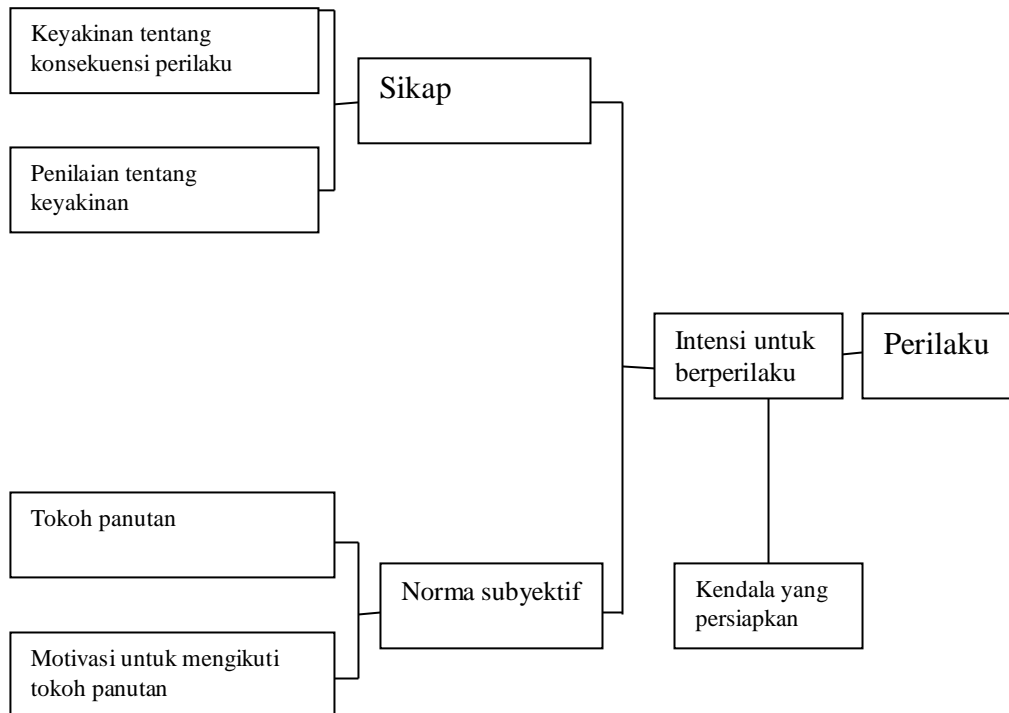 Keyakinan tentang
konsekuensi perilaku
Sikap
Penilaian tentang
keyakinan
Intensi untuk
berperilaku
Perilaku
Tokoh panutan
Norma subyektif
Kendala yang
persiapkan
Motivasi untuk mengikuti
tokoh panutan